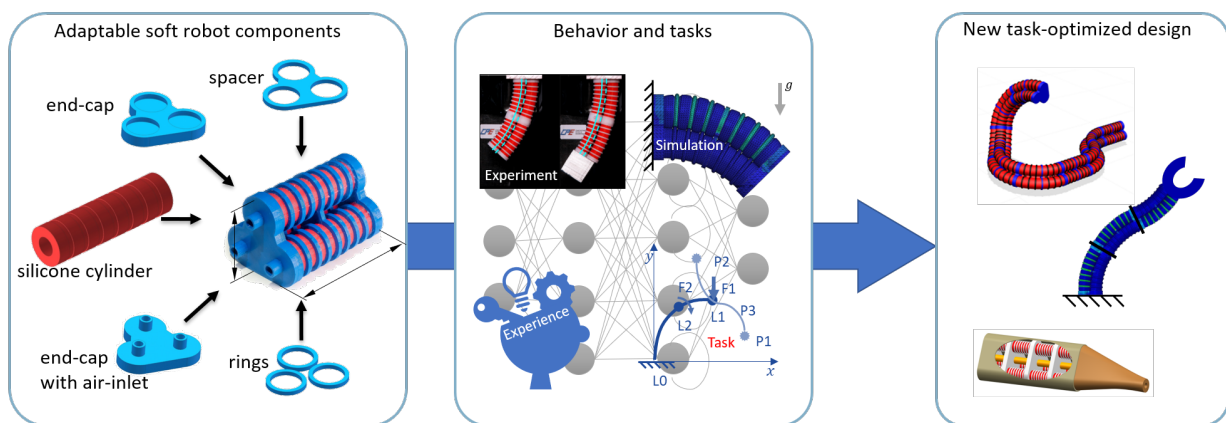 Adaptable soft robot components
spacer
end-cap
silicone cylinder
end-cap
with air-inlet
rings
Behavior and tasks
g
Experiment
Simulation
Experience
y
P2
F2
F1
L2
L1
P3
P1
Task
L0
x
New task-optimized design